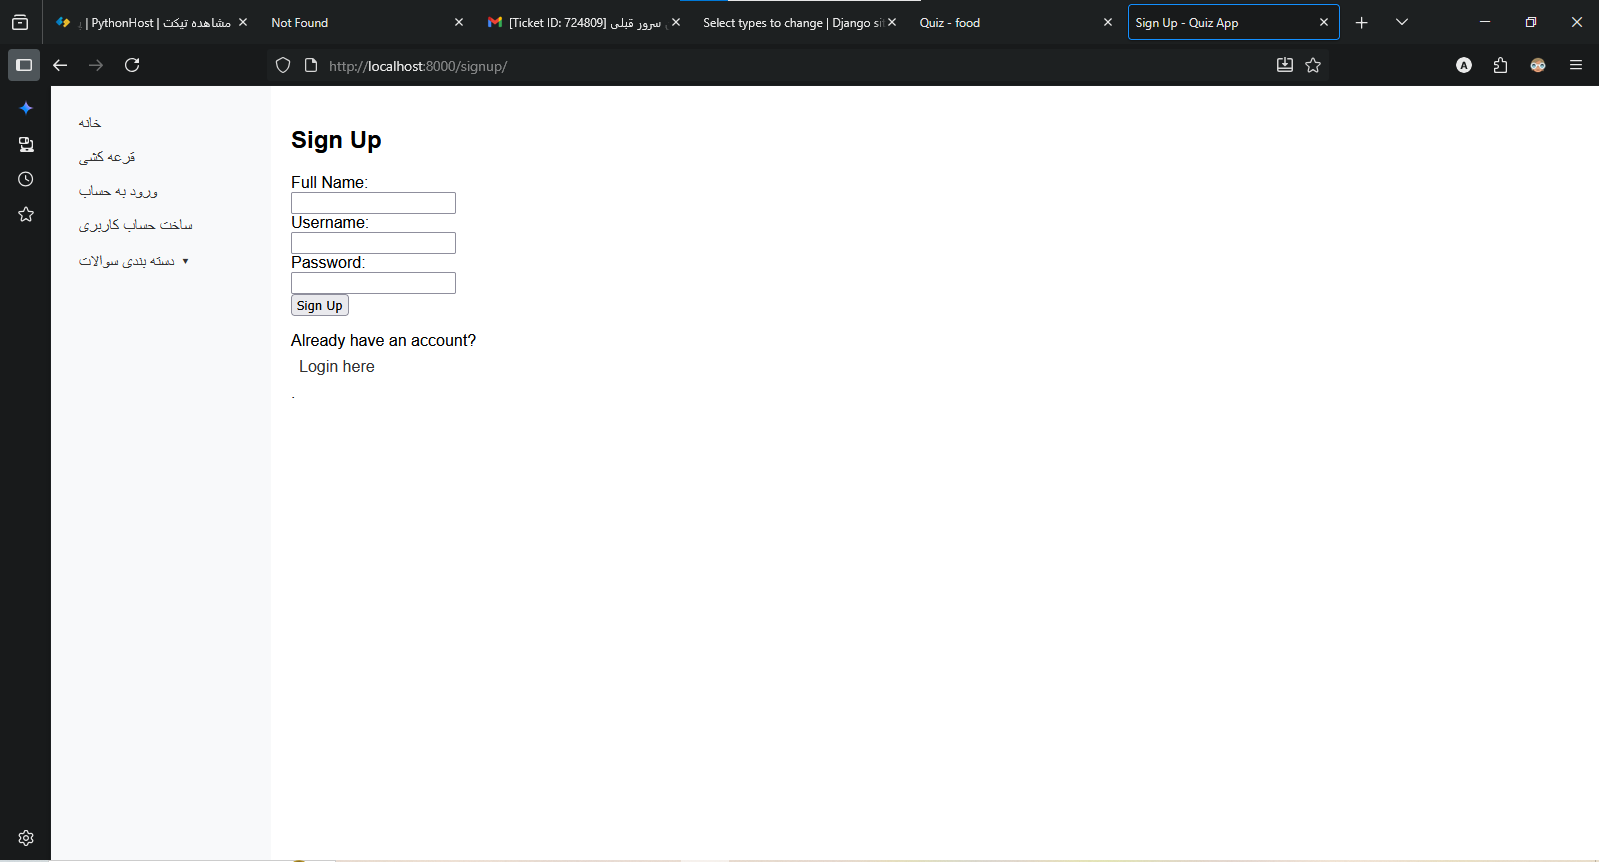 مشاهده تیکت | PythonHost |
Not Found
[Ticket ID: 724809] سرور قبلی
Select types to change | Django sit
Quiz - food
Sign Up - Quiz App
http://localhost:8000/signup/
A
خانه
قرعه کشی
ورود به حساب
ساخت حساب کاربری
دسته بندی سوالات ▼
Sign Up
Full Name:
Username:
Password:
Sign Up
Already have an account?
Login here
.